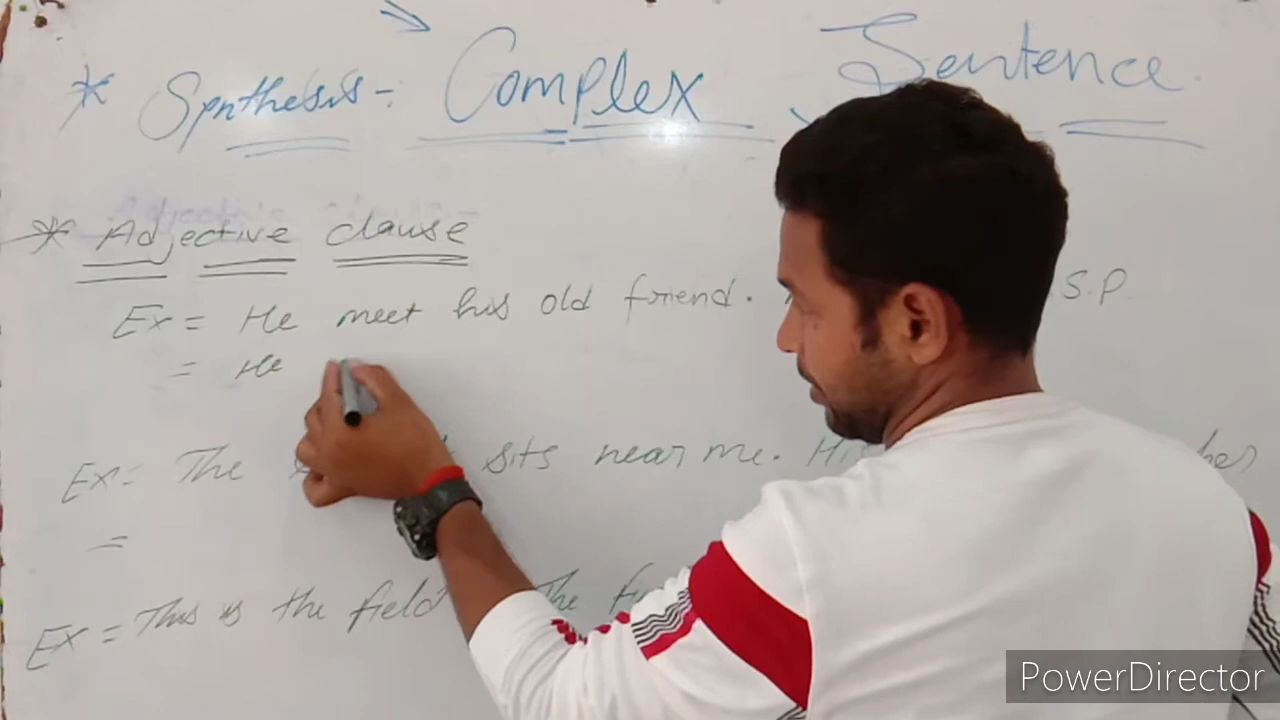 * Synthesis -: Complex Sentence.
* Adjective clause
Ex = He meet his old friend. S.P.
= He
Ex = The sits near me.
=
Ex = This is the field The
PowerDirector